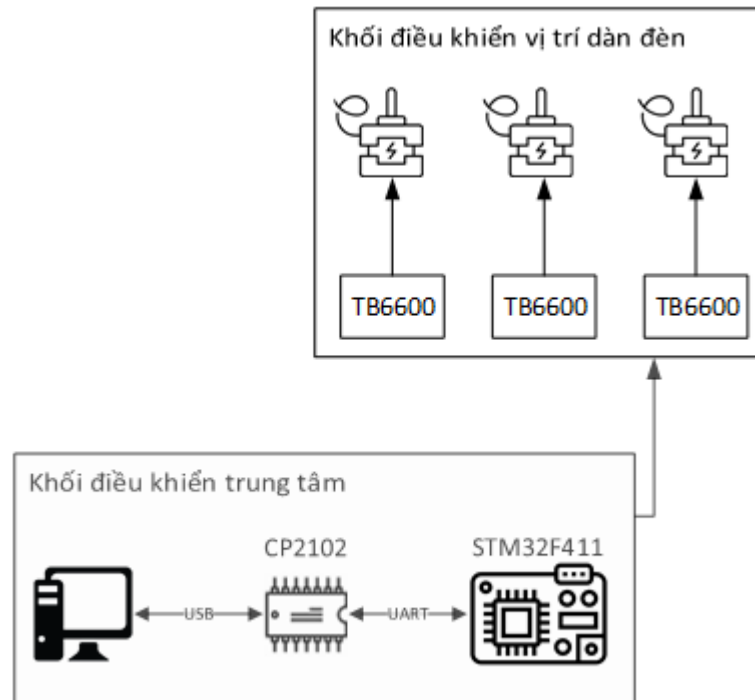 Khối điều khiển vị trí dàn đèn
TB6600
TB6600
TB6600
Khối điều khiển trung tâm
CP2102
STM32F411
USB
UART